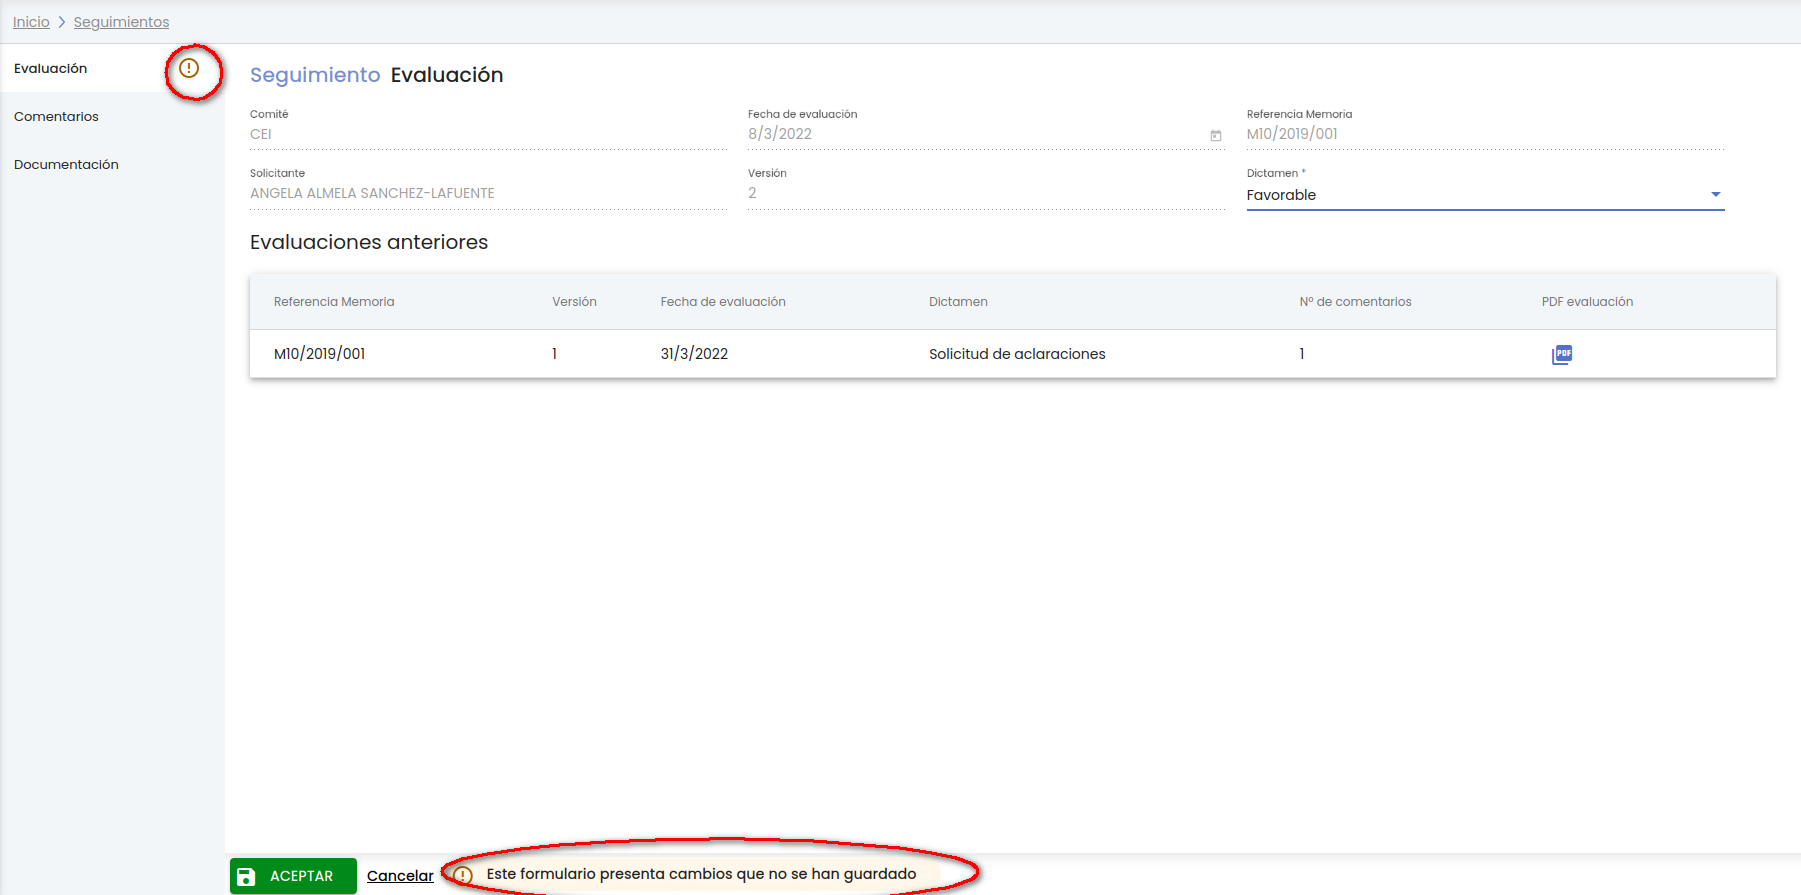 Inicio > Seguimientos
Evaluación
Comentarios
Documentación
Seguimiento Evaluación
Comité Fecha de evaluación Referencia Memoria
CEI 8/3/2022 M10/2019/001
Solicitante Versión Dictamen *
ANGELA ALMELA SANCHEZ-LAFUENTE 2 Favorable
Evaluaciones anteriores
Referencia Memoria Versión Fecha de evaluación Dictamen Nº de comentarios PDF evaluación
M10/2019/001 1 31/3/2022 Solicitud de aclaraciones 1 PDF
ACEPTAR Cancelar Este formulario presenta cambios que no se han guardado